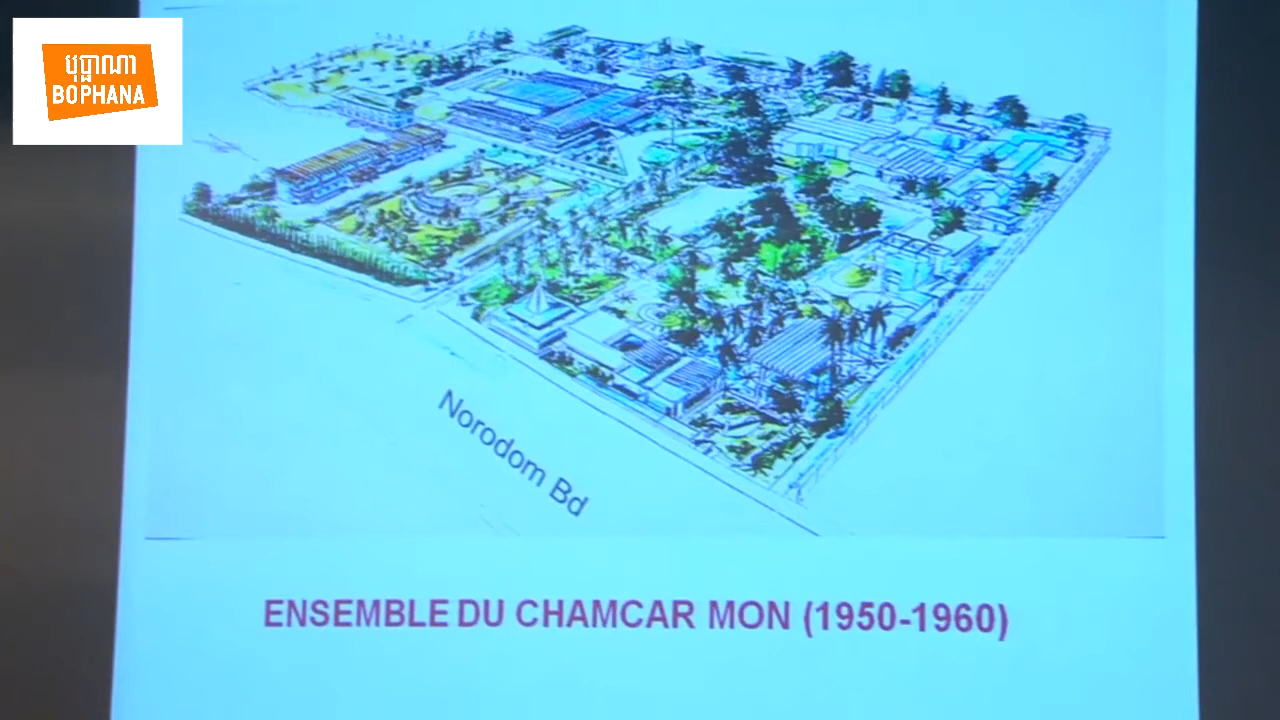 បុប្ផាណា
BOPHANA
Norodom Bd
ENSEMBLE DU CHAMCAR MON (1950-1960)